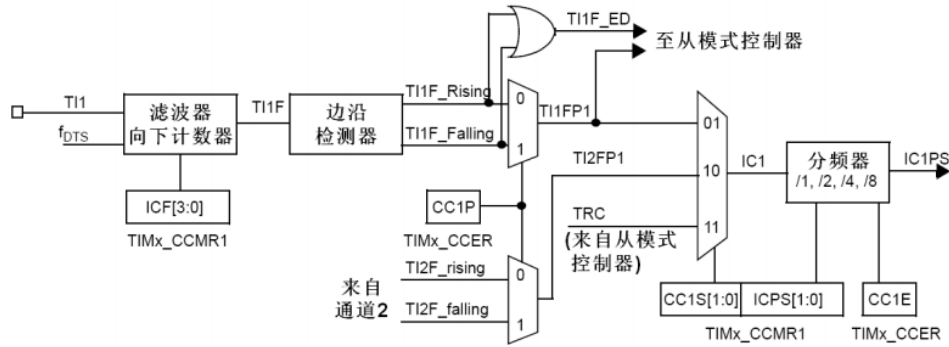 TI1F_ED
至从模式控制器
TI1
f_DTS
滤波器
向下计数器
TI1F
边沿
检测器
TI1F_Rising
TI1F_Falling
0
1
TI1FP1
01
10
11
TI2FP1
TRC
(来自从模式
控制器)
IC1
分频器
/1, /2, /4, /8
IC1PS
ICF[3:0]
TIMx_CCMR1
CC1P
TIMx_CCER
来自
通道2
TI2F_rising
TI2F_falling
0
1
CC1S[1:0]
ICPS[1:0]
TIMx_CCMR1
CC1E
TIMx_CCER